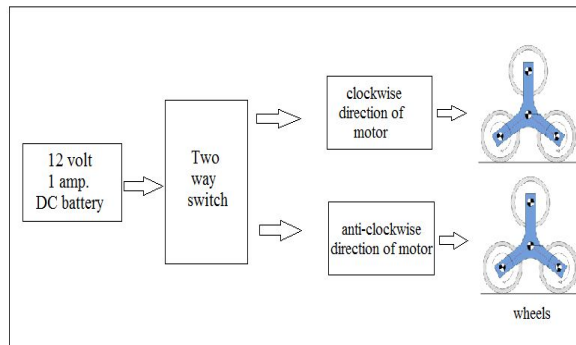 12 volt
1 amp.
DC battery
Two
way
switch
clockwise
direction of
motor
anti-clockwise
direction of motor
wheels